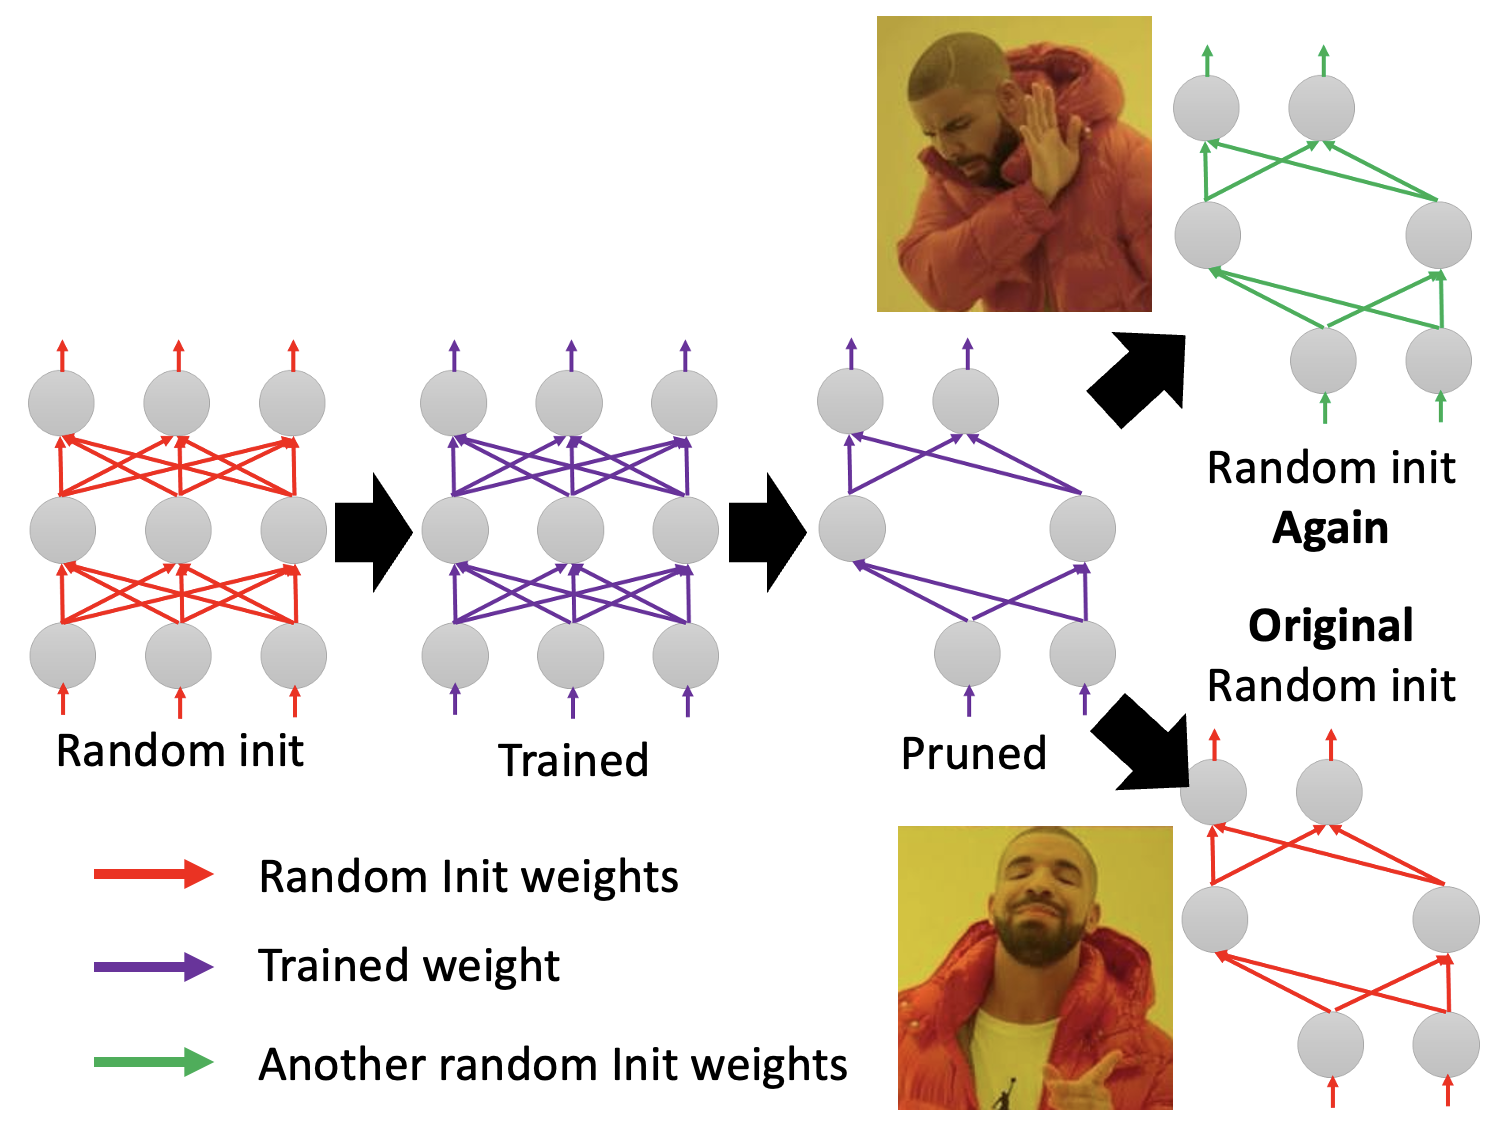 Random init
Trained
Pruned
Random init
Again
Original
Random init
Random Init weights
Trained weight
Another random Init weights